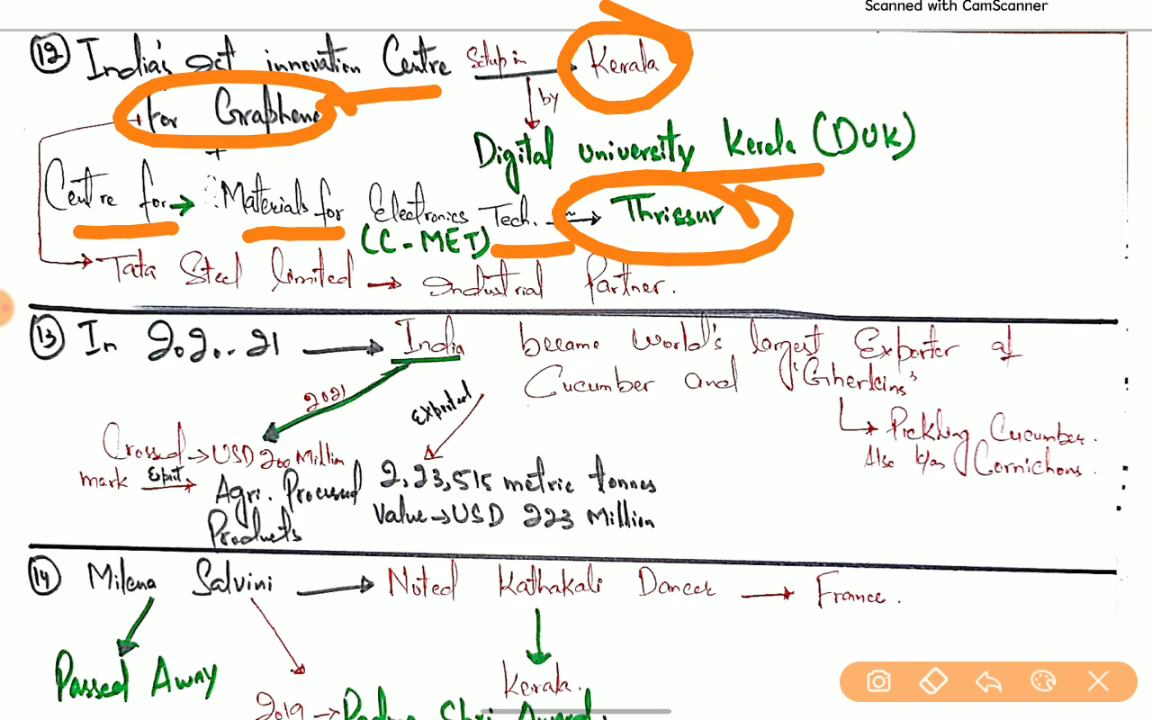 Scanned with CamScanner
12 India's 1st innovation Centre Setup in Kerala
for Graphene
by
Digital University Kerala (DUK)
+
Centre for → Materials for Electronics Tech. → Thrissur
(C-MET)
→ Tata Steel limited → Industrial Partner.
13 In 2020-21 → India became World's largest Exporter of
Cucumber and 'Gherkins'
2021
Exported
→ Pickling Cucumber.
Also k/as Cornichons.
Crossed → USD 200 Million
mark Export → Agri. Processed
Products
2,23,515 metric tonnes
Value → USD 223 Million
14 Milena Salvini → Noted Kathakali Dancer → France.
Passed Away
Kerala.
2019 → Padma Shri Award.